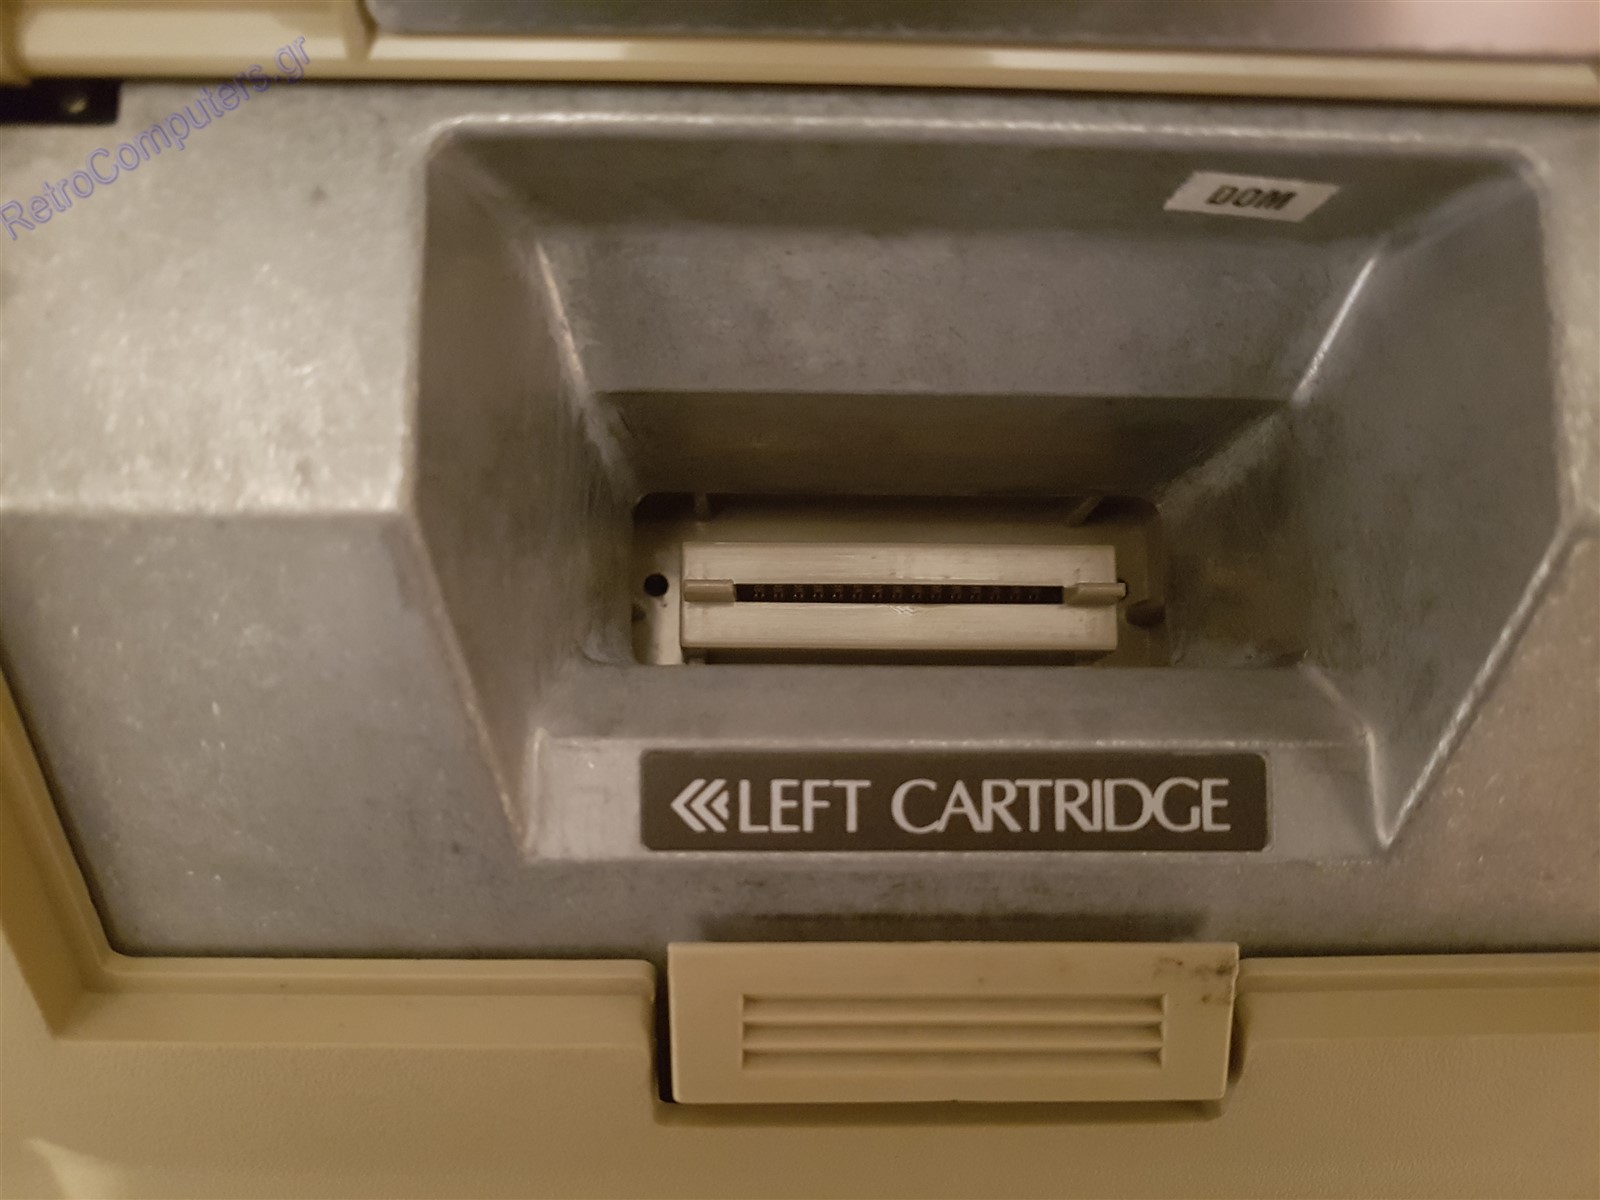 RetroComputers.gr
DOM
LEFT CARTRIDGE